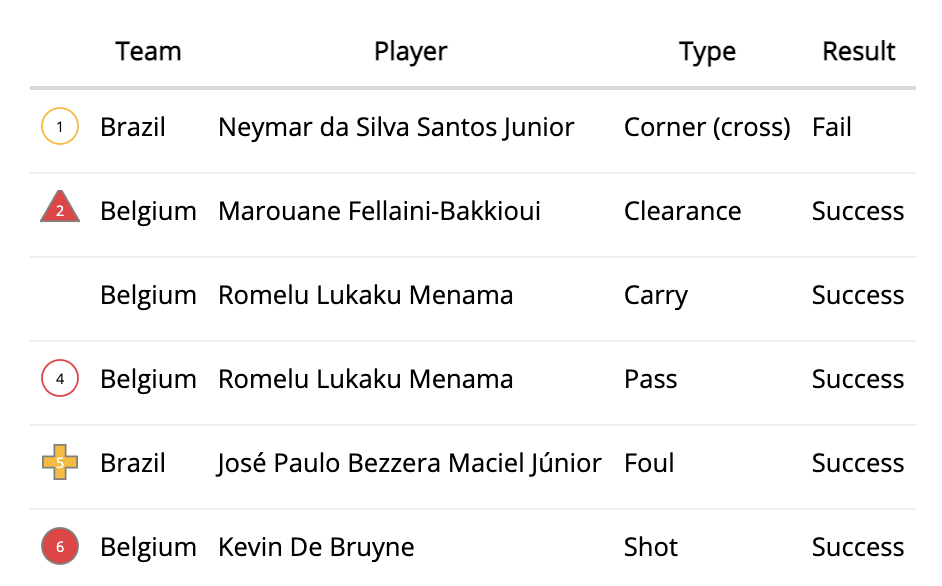 Team Player Type Result
1 Brazil Neymar da Silva Santos Junior Corner (cross) Fail
2 Belgium Marouane Fellaini-Bakkioui Clearance Success
Belgium Romelu Lukaku Menama Carry Success
4 Belgium Romelu Lukaku Menama Pass Success
5 Brazil José Paulo Bezzera Maciel Júnior Foul Success
6 Belgium Kevin De Bruyne Shot Success